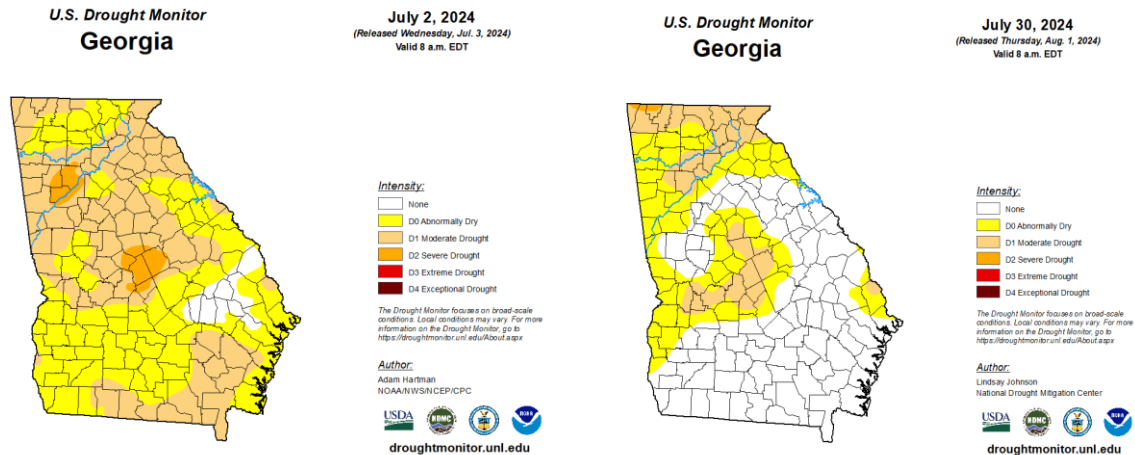 U.S. Drought Monitor
Georgia
July 2, 2024
(Released Wednesday, Jul. 3, 2024)
Valid 8 a.m. EDT
Intensity:
None
D0 Abnormally Dry
D1 Moderate Drought
D2 Severe Drought
D3 Extreme Drought
D4 Exceptional Drought
The Drought Monitor focuses on broad-scale
conditions. Local conditions may vary. For more
information on the Drought Monitor, go to
https://droughtmonitor.unl.edu/About.aspx
Author:
Adam Hartman
NOAA/NWS/NCEP/CPC
USDA
NDMC
NOAA
droughtmonitor.unl.edu
U.S. Drought Monitor
Georgia
July 30, 2024
(Released Thursday, Aug. 1, 2024)
Valid 8 a.m. EDT
Intensity:
None
D0 Abnormally Dry
D1 Moderate Drought
D2 Severe Drought
D3 Extreme Drought
D4 Exceptional Drought
The Drought Monitor focuses on broad-scale
conditions. Local conditions may vary. For more
information on the Drought Monitor, go to
https://droughtmonitor.unl.edu/About.aspx
Author:
Lindsay Johnson
National Drought Mitigation Center
USDA
NDMC
NOAA
droughtmonitor.unl.edu